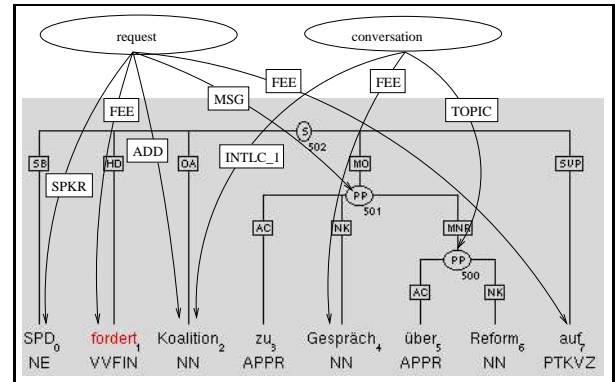 request conversation
FEE FEE
MSG
FEE TOPIC
S
502
SB HD OA MO SVP
ADD INTLC_1
SPKR
PP
501
AC NK MNR
PP
500
AC NK
SPD0 fordert1 Koalition2 zu3 Gespräch4 über5 Reform6 auf7
NE VVFIN NN APPR NN APPR NN PTKVZ